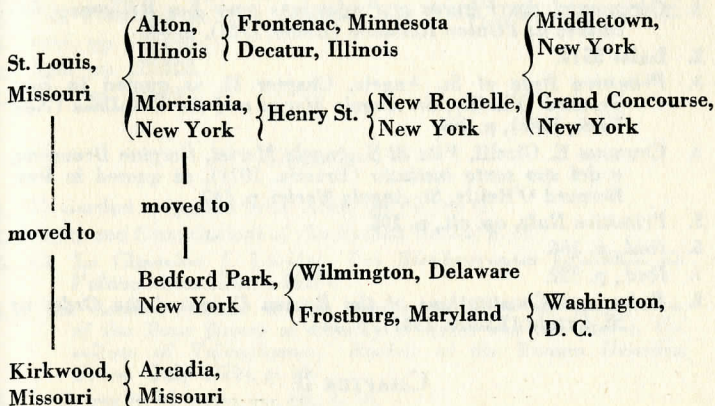 St. Louis,
Missouri
Alton,
Illinois
Frontenac, Minnesota
Decatur, Illinois
Morrisania,
New York
Henry St.
New Rochelle,
New York
Middletown,
New York
Grand Concourse,
New York
moved to
moved to
Bedford Park,
New York
Wilmington, Delaware
Frostburg, Maryland
Washington,
D. C.
Kirkwood,
Missouri
Arcadia,
Missouri